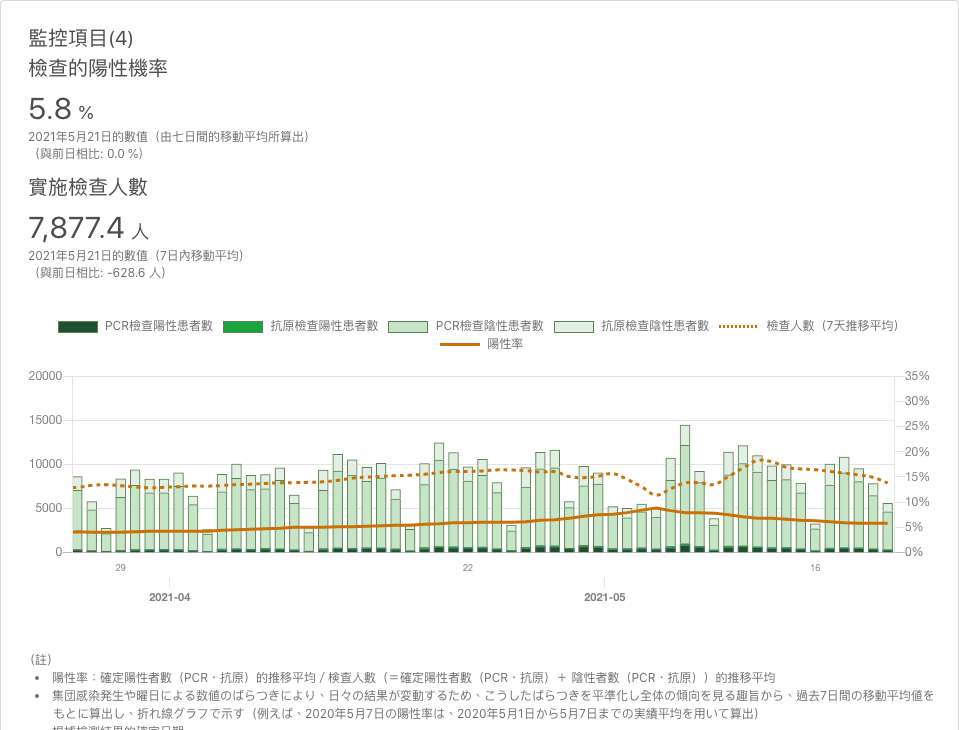 監控項目(4)
檢查的陽性機率
5.8 %
2021年5月21日的數值（由七日間的移動平均所算出）
（與前日相比: 0.0 %）
實施檢查人數
7,877.4 人
2021年5月21日的數值（7日內移動平均）
（與前日相比: -628.6 人）
PCR檢查陽性患者數 抗原檢查陽性患者數 PCR檢查陰性患者數 抗原檢查陰性患者數 檢查人數（7天推移平均）
陽性率
20000 35%
30%
15000 25%
20%
10000 15%
10%
5000 5%
0 0%
29 22 16
2021-04 2021-05
（註）
陽性率：確定陽性者數（PCR・抗原）的推移平均 / 検査人數（＝確定陽性者數（PCR・抗原）＋ 陰性者數（PCR・抗原））的推移平均
集団感染発生や曜日による数値のばらつきにより、日々の結果が変動するため、こうしたばらつきを平準化し全体の傾向を見る趣旨から、過去7日間の移動平均値を
もとに算出し、折れ線グラフで示す（例えば、2020年5月7日の陽性率は、2020年5月1日から5月7日までの実績平均を用いて算出）